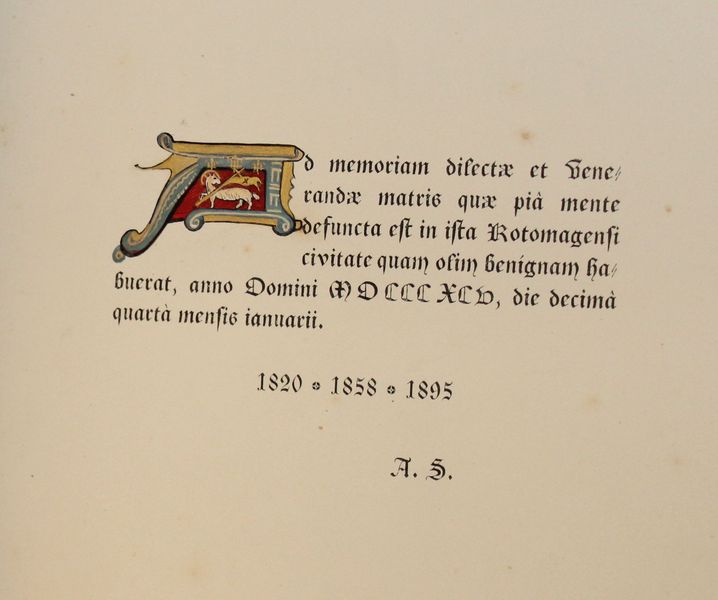 Ad memoriam dilectæ et Vene-
randæ matris quæ piâ mente
defuncta est in ista Rotomagensi
civitate quam olim benignam ha-
buerat, anno Domini MDCCCXCV, die decimâ
quartâ mensis ianuarii.
1820 1858 1895
A. S.